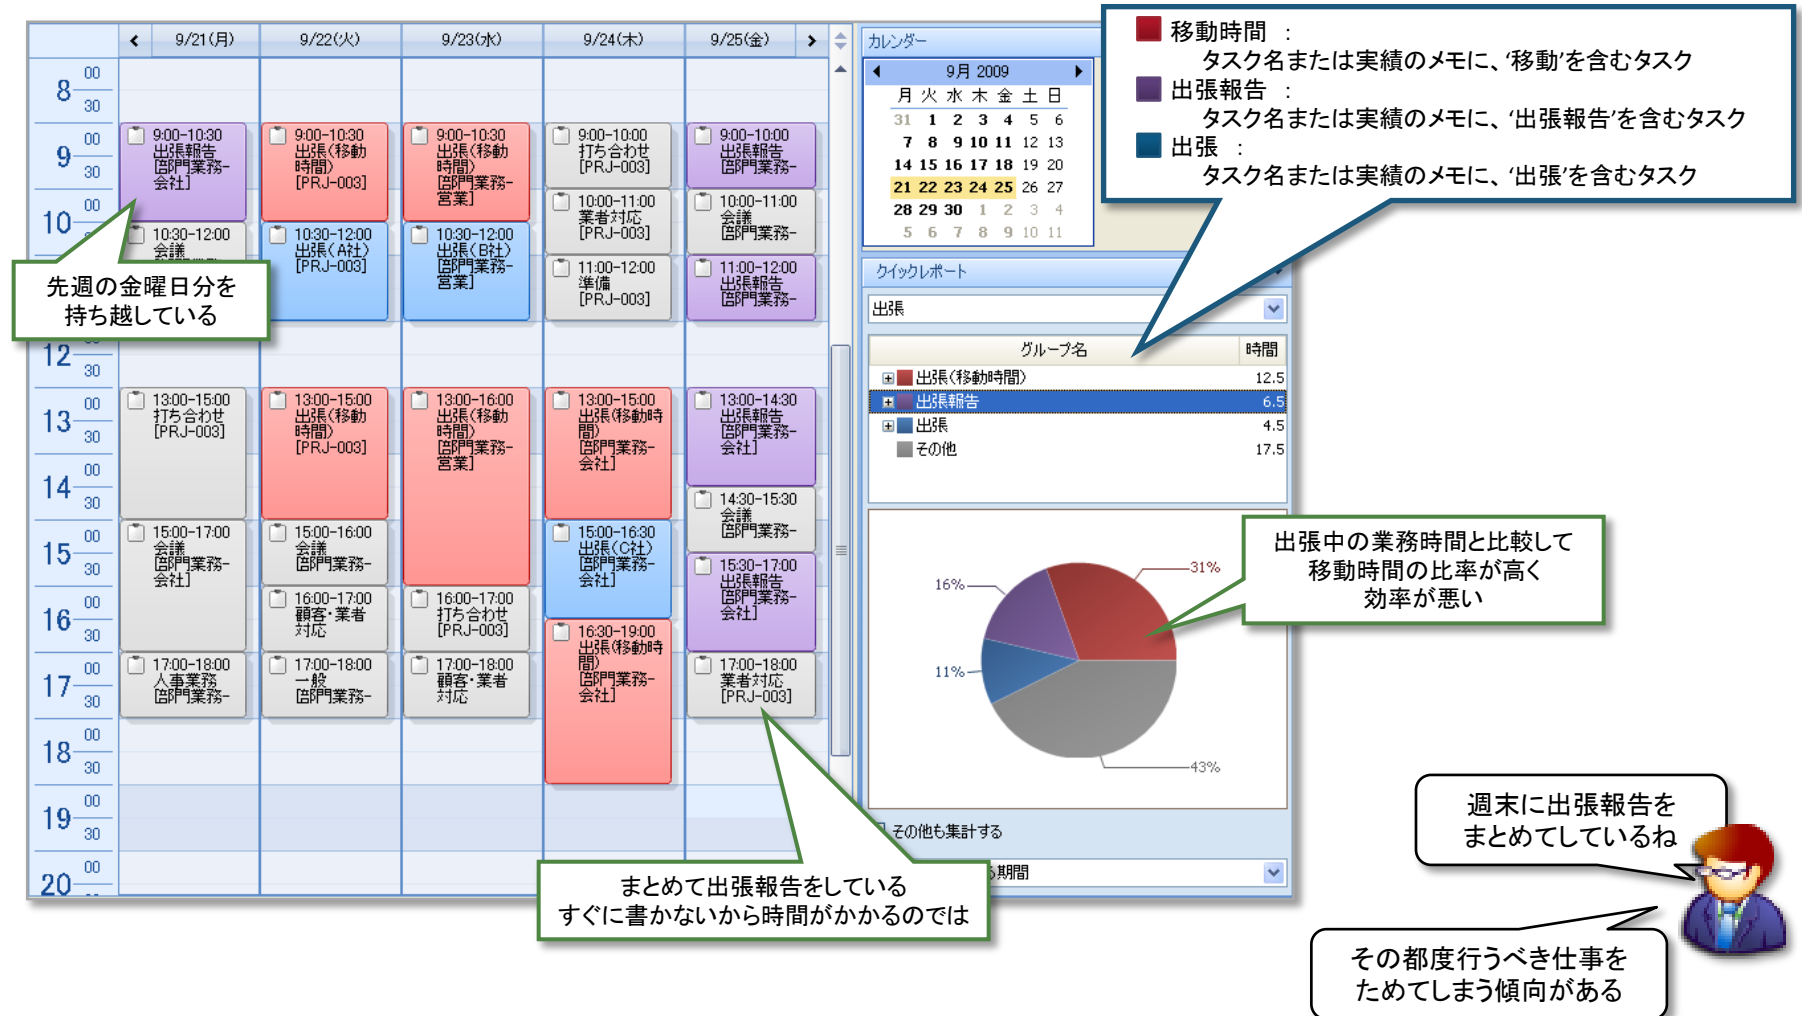 9/21(月)
9/22(火)
9/23(水)
9/24(木)
9/25(金)
8 00
30
9 00
30
10 00
12
30
13 00
30
14 00
30
15 00
30
16 00
30
17 00
30
18 00
30
19 00
30
20 00
9:00-10:30
出張報告
[部門業務-
会社]
10:30-12:00
会議
13:00-15:00
打ち合わせ
[PRJ-003]
15:00-17:00
会議
[部門業務-
会社]
17:00-18:00
人事業務
[部門業務-
9:00-10:30
出張(移動
時間)
[PRJ-003]
10:30-12:00
出張(A社)
[PRJ-003]
13:00-15:00
出張(移動
時間)
[PRJ-003]
15:00-16:00
会議
[部門業務-
16:00-17:00
顧客・業者
対応
17:00-18:00
一般
[部門業務-
9:00-10:30
出張(移動
時間)
[部門業務-
営業]
10:30-12:00
出張(B社)
[部門業務-
営業]
13:00-16:00
出張(移動
時間)
[部門業務-
営業]
16:00-17:00
打ち合わせ
[PRJ-003]
17:00-18:00
顧客・業者
対応
9:00-10:00
打ち合わせ
[PRJ-003]
10:00-11:00
業者対応
[PRJ-003]
11:00-12:00
準備
[PRJ-003]
13:00-15:00
出張(移動時
間)
[部門業務-
会社]
15:00-16:30
出張(C社)
[部門業務-
会社]
16:30-19:00
出張(移動時
間)
[部門業務-
会社]
9:00-10:00
出張報告
[部門業務-
10:00-11:00
会議
[部門業務-
11:00-12:00
出張報告
[部門業務-
13:00-14:30
出張報告
[部門業務-
会社]
14:30-15:30
会議
[部門業務-
15:30-17:00
出張報告
[部門業務-
会社]
17:00-18:00
業者対応
[PRJ-003]
先週の金曜日分を
持ち越している
まとめて出張報告をしている
すぐに書かないから時間がかかるのでは
カレンダー
9月 2009
月 火 水 木 金 土 日
31 1 2 3 4 5 6
7 8 9 10 11 12 13
14 15 16 17 18 19 20
21 22 23 24 25 26 27
28 29 30 1 2 3 4
5 6 7 8 9 10 11
クイックレポート
出張
グループ名 時間
出張(移動時間) 12.5
出張報告 6.5
出張 4.5
その他 17.5
31%
16%
11%
43%
その他も集計する
る期間
移動時間 :
タスク名または実績のメモに、‘移動’を含むタスク
出張報告 :
タスク名または実績のメモに、‘出張報告’を含むタスク
出張 :
タスク名または実績のメモに、‘出張’を含むタスク
出張中の業務時間と比較して
移動時間の比率が高く
効率が悪い
週末に出張報告を
まとめてしているね
その都度行うべき仕事を
ためてしまう傾向がある